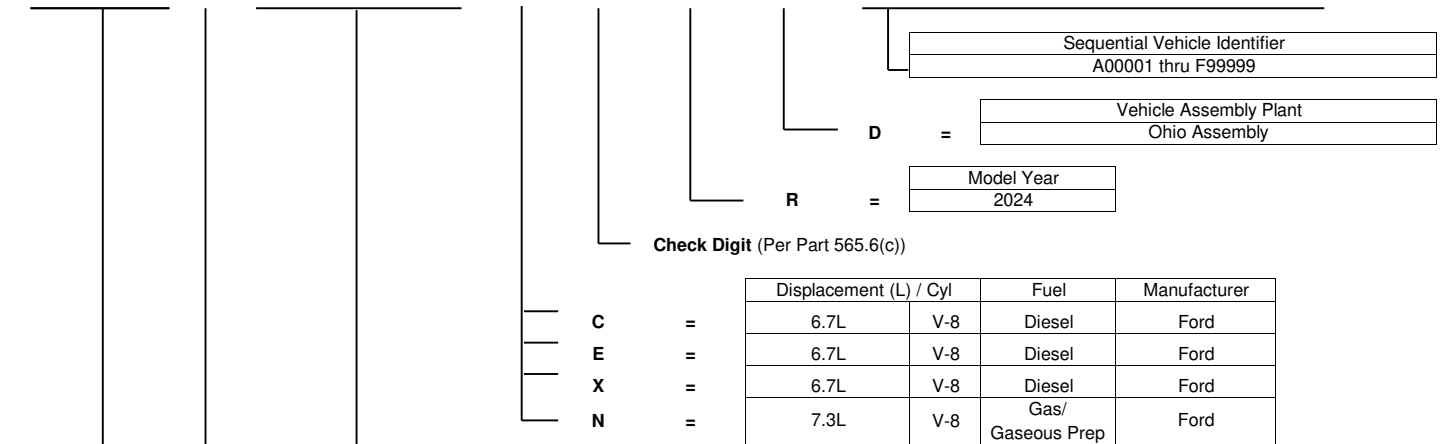 Sequential Vehicle Identifier
A00001 thru F99999
Vehicle Assembly Plant
D = Ohio Assembly
Model Year
R = 2024
Check Digit (Per Part 565.6(c))
Displacement (L) / Cyl Fuel Manufacturer
C = 6.7L V-8 Diesel Ford
E = 6.7L V-8 Diesel Ford
X = 6.7L V-8 Diesel Ford
N = 7.3L V-8 Gas/ Ford
Gaseous Prep